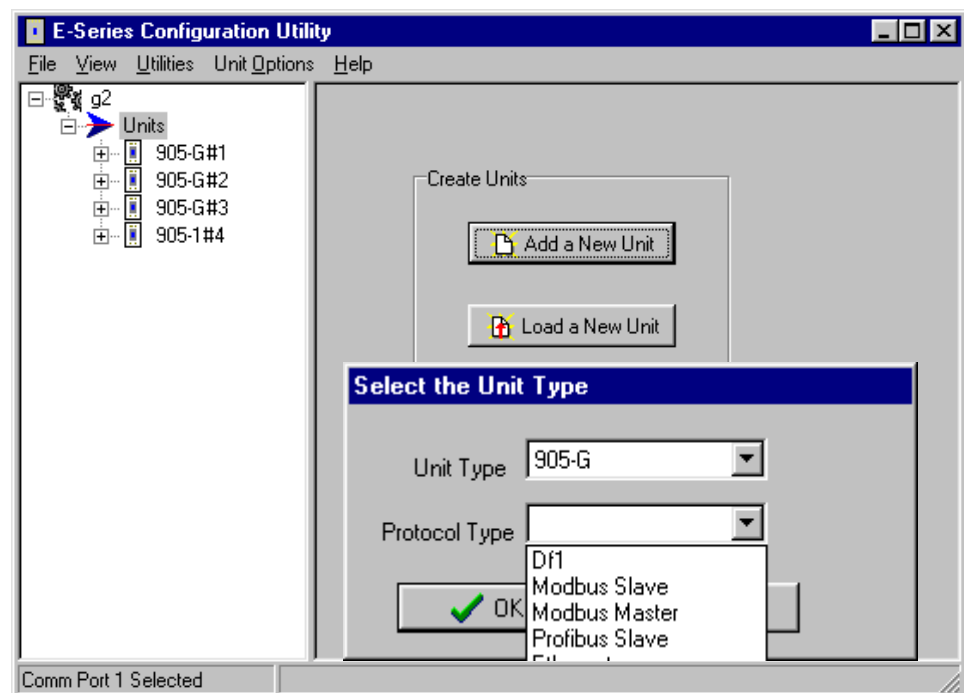 E-Series Configuration Utility
File View Utilities Unit Options Help
g2
Units
905-G#1
905-G#2
905-G#3
905-1#4
Create Units
Add a New Unit
Load a New Unit
Select the Unit Type
Unit Type 905-G
Protocol Type
Df1
Modbus Slave
Modbus Master
Profibus Slave
OK
Comm Port 1 Selected